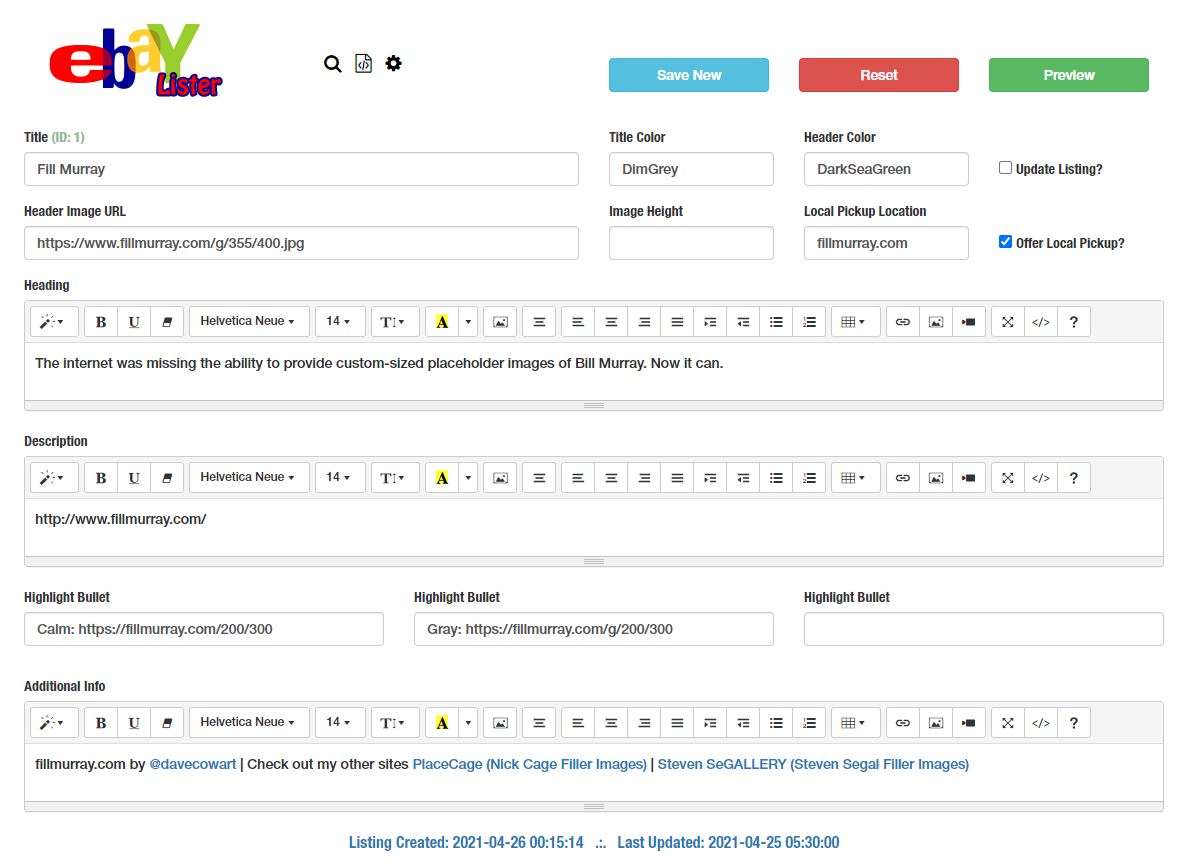 ebay Lister
Save New Reset Preview
Title (ID: 1) Title Color Header Color
Fill Murray DimGrey DarkSeaGreen Update Listing?
Header Image URL Image Height Local Pickup Location
https://www.fillmurray.com/g/355/400.jpg fillmurray.com Offer Local Pickup?
Heading
B U Helvetica Neue 14 TI A </> ?
The internet was missing the ability to provide custom-sized placeholder images of Bill Murray. Now it can.
Description
B U Helvetica Neue 14 TI A </> ?
http://www.fillmurray.com/
Highlight Bullet Highlight Bullet Highlight Bullet
Calm: https://fillmurray.com/200/300 Gray: https://fillmurray.com/g/200/300
Additional Info
B U Helvetica Neue 14 TI A </> ?
fillmurray.com by @davecowart | Check out my other sites PlaceCage (Nick Cage Filler Images) | Steven SeGALLERY (Steven Segal Filler Images)
Listing Created: 2021-04-26 00:15:14 .:. Last Updated: 2021-04-25 05:30:00